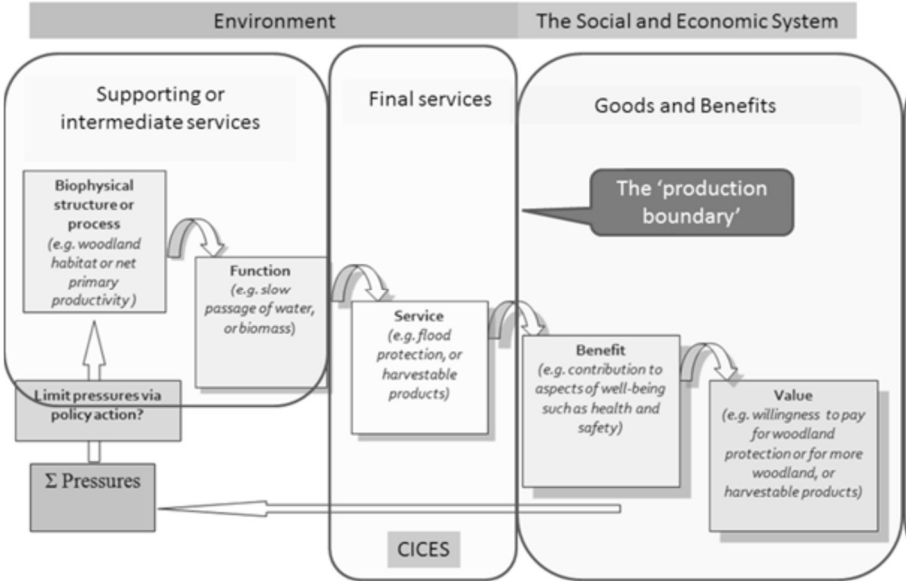 Environment
The Social and Economic System
Supporting or
intermediate services
Final services
Goods and Benefits
The ‘production
boundary’
Biophysical
structure or
process
(e.g. woodland
habitat or net
primary
productivity )
Function
(e.g. slow
passage of water,
or biomass)
Service
(e.g. flood
protection, or
harvestable
products)
Benefit
(e.g. contribution to
aspects of well-being
such as health and
safety)
Value
(e.g. willingness to pay
for woodland
protection or for more
woodland, or
harvestable products)
Limit pressures via
policy action?
Σ Pressures
CICES